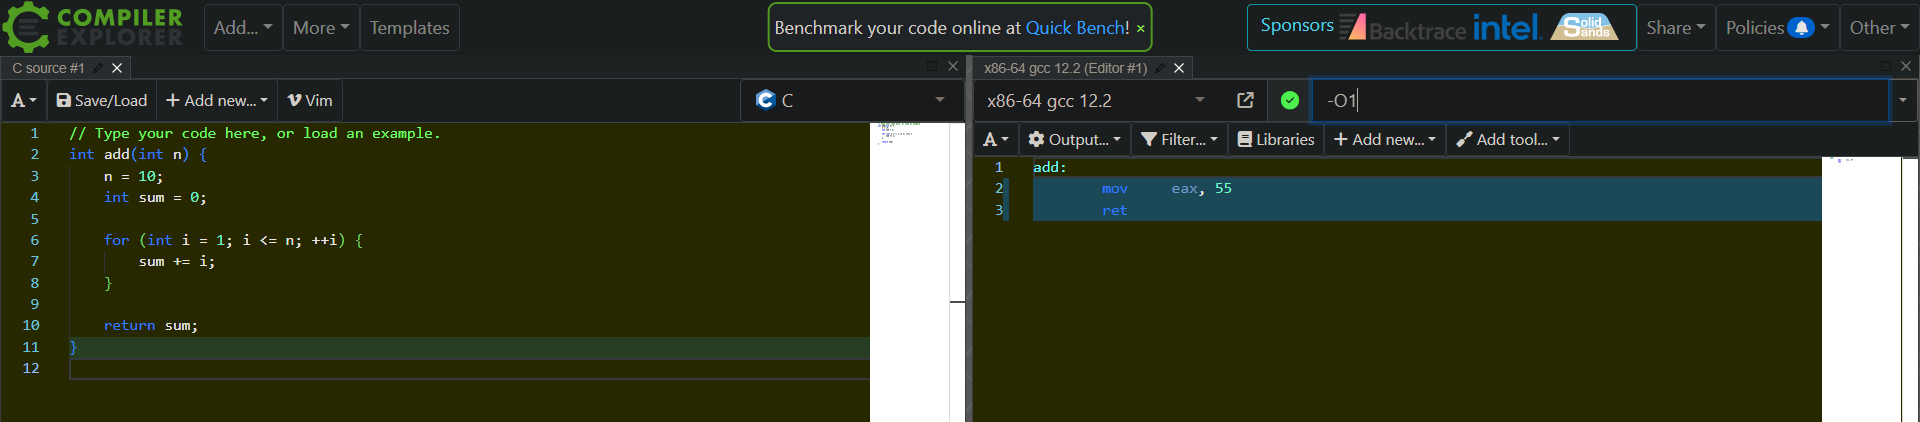 COMPILER EXPLORER Add... More Templates Benchmark your code online at Quick Bench! × Sponsors Backtrace intel. Solid Sands Share Policies Other
C source #1 x86-64 gcc 12.2 (Editor #1)
A Save/Load + Add new... Vim C x86-64 gcc 12.2 -O1
A Output... Filter... Libraries + Add new... Add tool...
1 // Type your code here, or load an example.
2 int add(int n) {
3 n = 10;
4 int sum = 0;
5
6 for (int i = 1; i <= n; ++i) {
7 sum += i;
8 }
9
10 return sum;
11 }
12
1 add:
2 mov eax, 55
3 ret